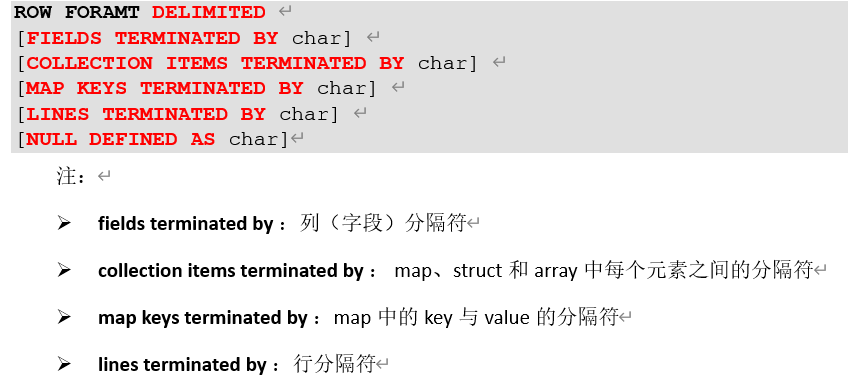 ROW FORAMT DELIMITED
[FIELDS TERMINATED BY char]
[COLLECTION ITEMS TERMINATED BY char]
[MAP KEYS TERMINATED BY char]
[LINES TERMINATED BY char]
[NULL DEFINED AS char]
注：
➢ fields terminated by ：列（字段）分隔符
➢ collection items terminated by ： map、struct 和 array 中每个元素之间的分隔符
➢ map keys terminated by ：map 中的 key 与 value 的分隔符
➢ lines terminated by ：行分隔符